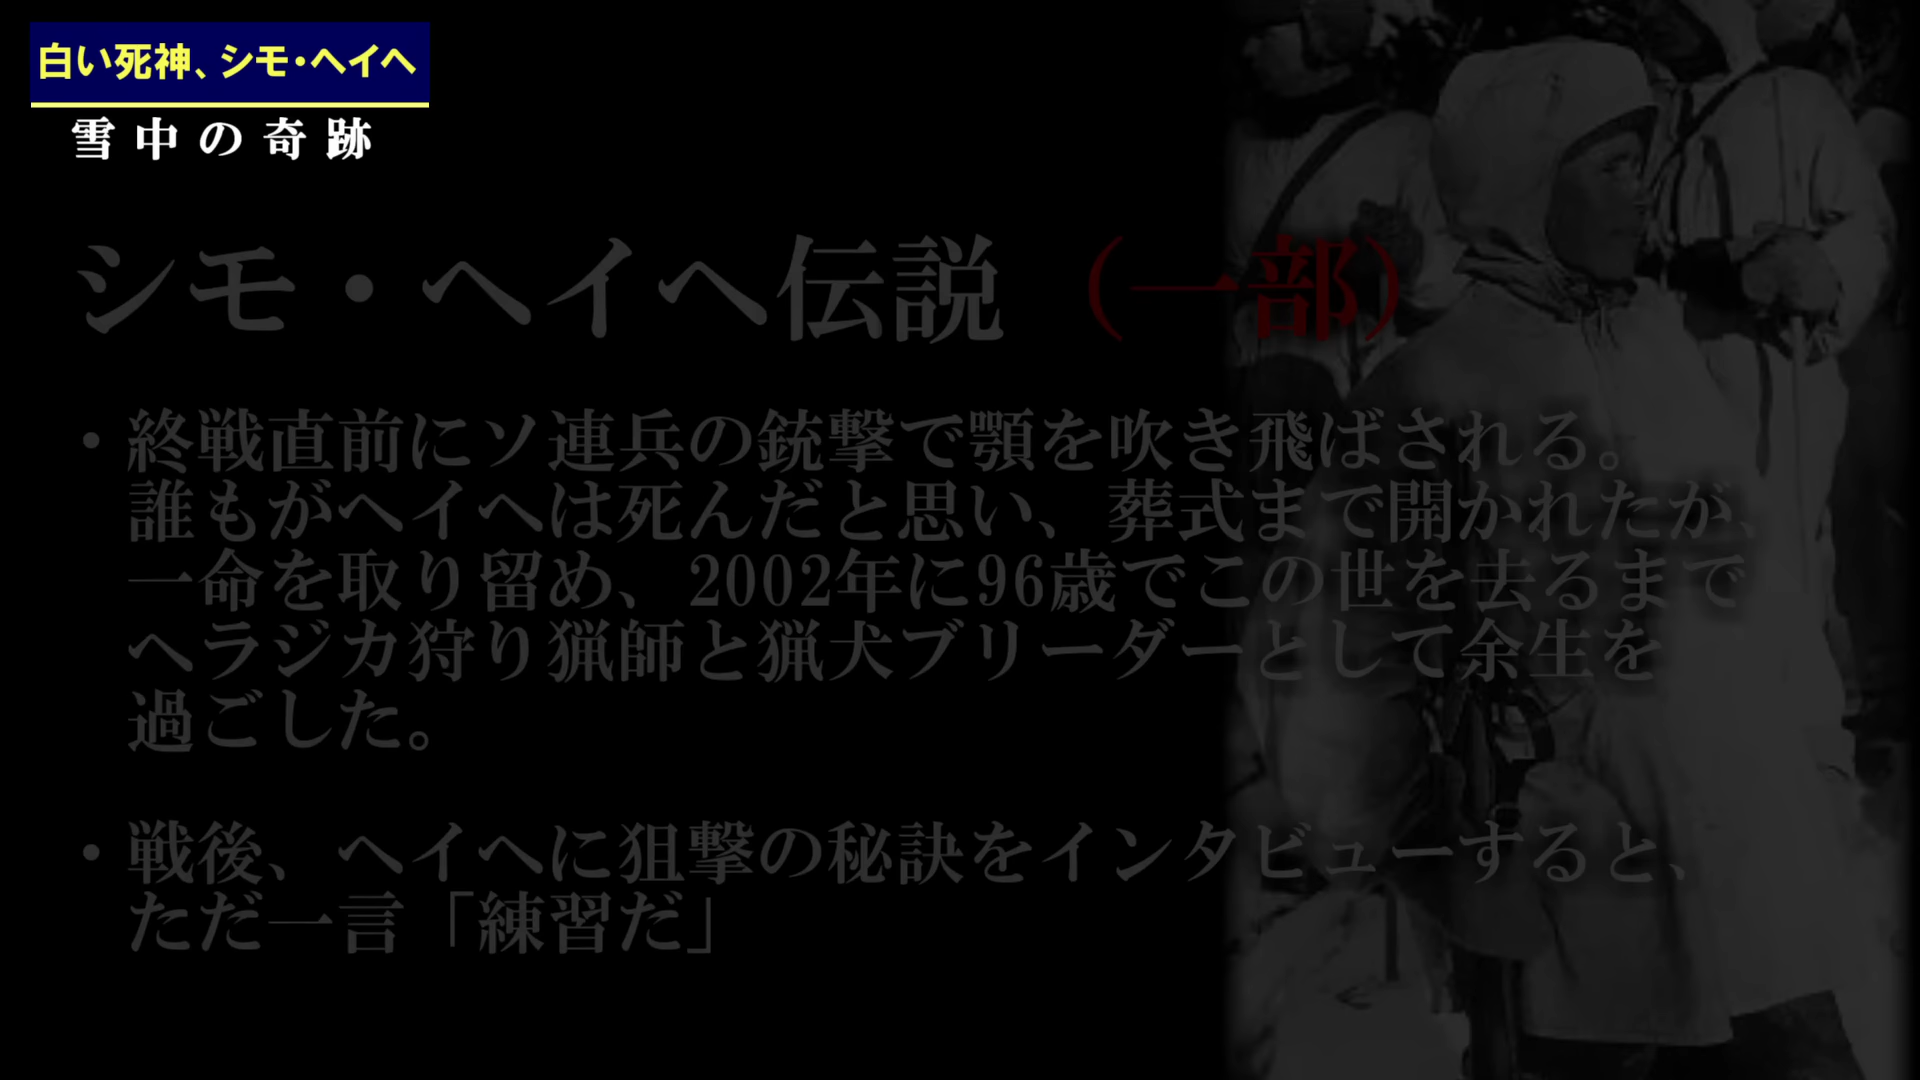 白い死神、シモ・ヘイヘ
雪中の奇跡
シモ・ヘイヘ伝説（一部）
・終戦直前にソ連兵の銃撃で顎を吹き飛ばされる。
誰もがヘイヘは死んだと思い、葬式まで開かれたが、
一命を取り留め、2002年に96歳でこの世を去るまで
ヘラジカ狩り猟師と猟犬ブリーダーとして余生を
過ごした。
・戦後、ヘイヘに狙撃の秘訣をインタビューすると、
ただ一言「練習だ」